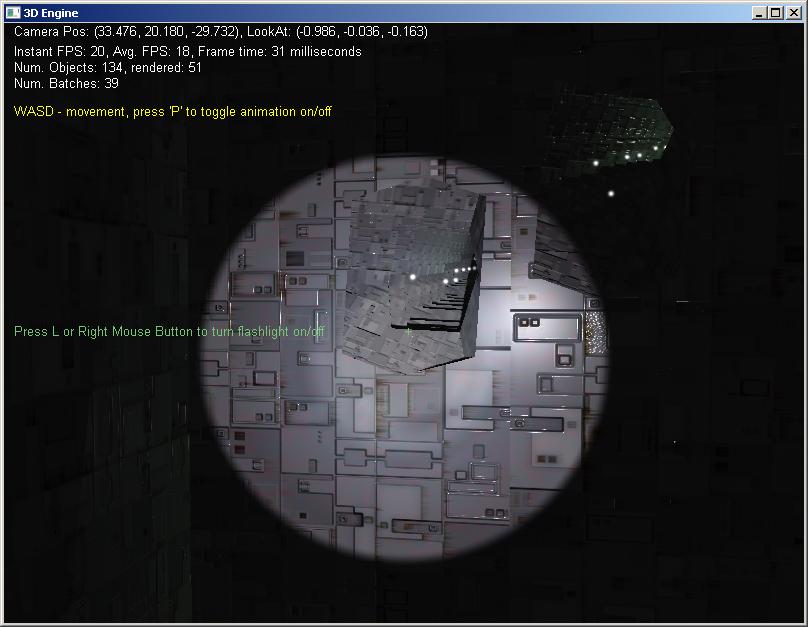 3D Engine
Camera Pos: (33.476, 20.180, -29.732), LookAt: (-0.986, -0.036, -0.163)
Instant FPS: 20, Avg. FPS: 18, Frame time: 31 milliseconds
Num. Objects: 134, rendered: 51
Num. Batches: 39
WASD - movement, press 'P' to toggle animation on/off
Press L or Right Mouse Button to turn flashlight on/off